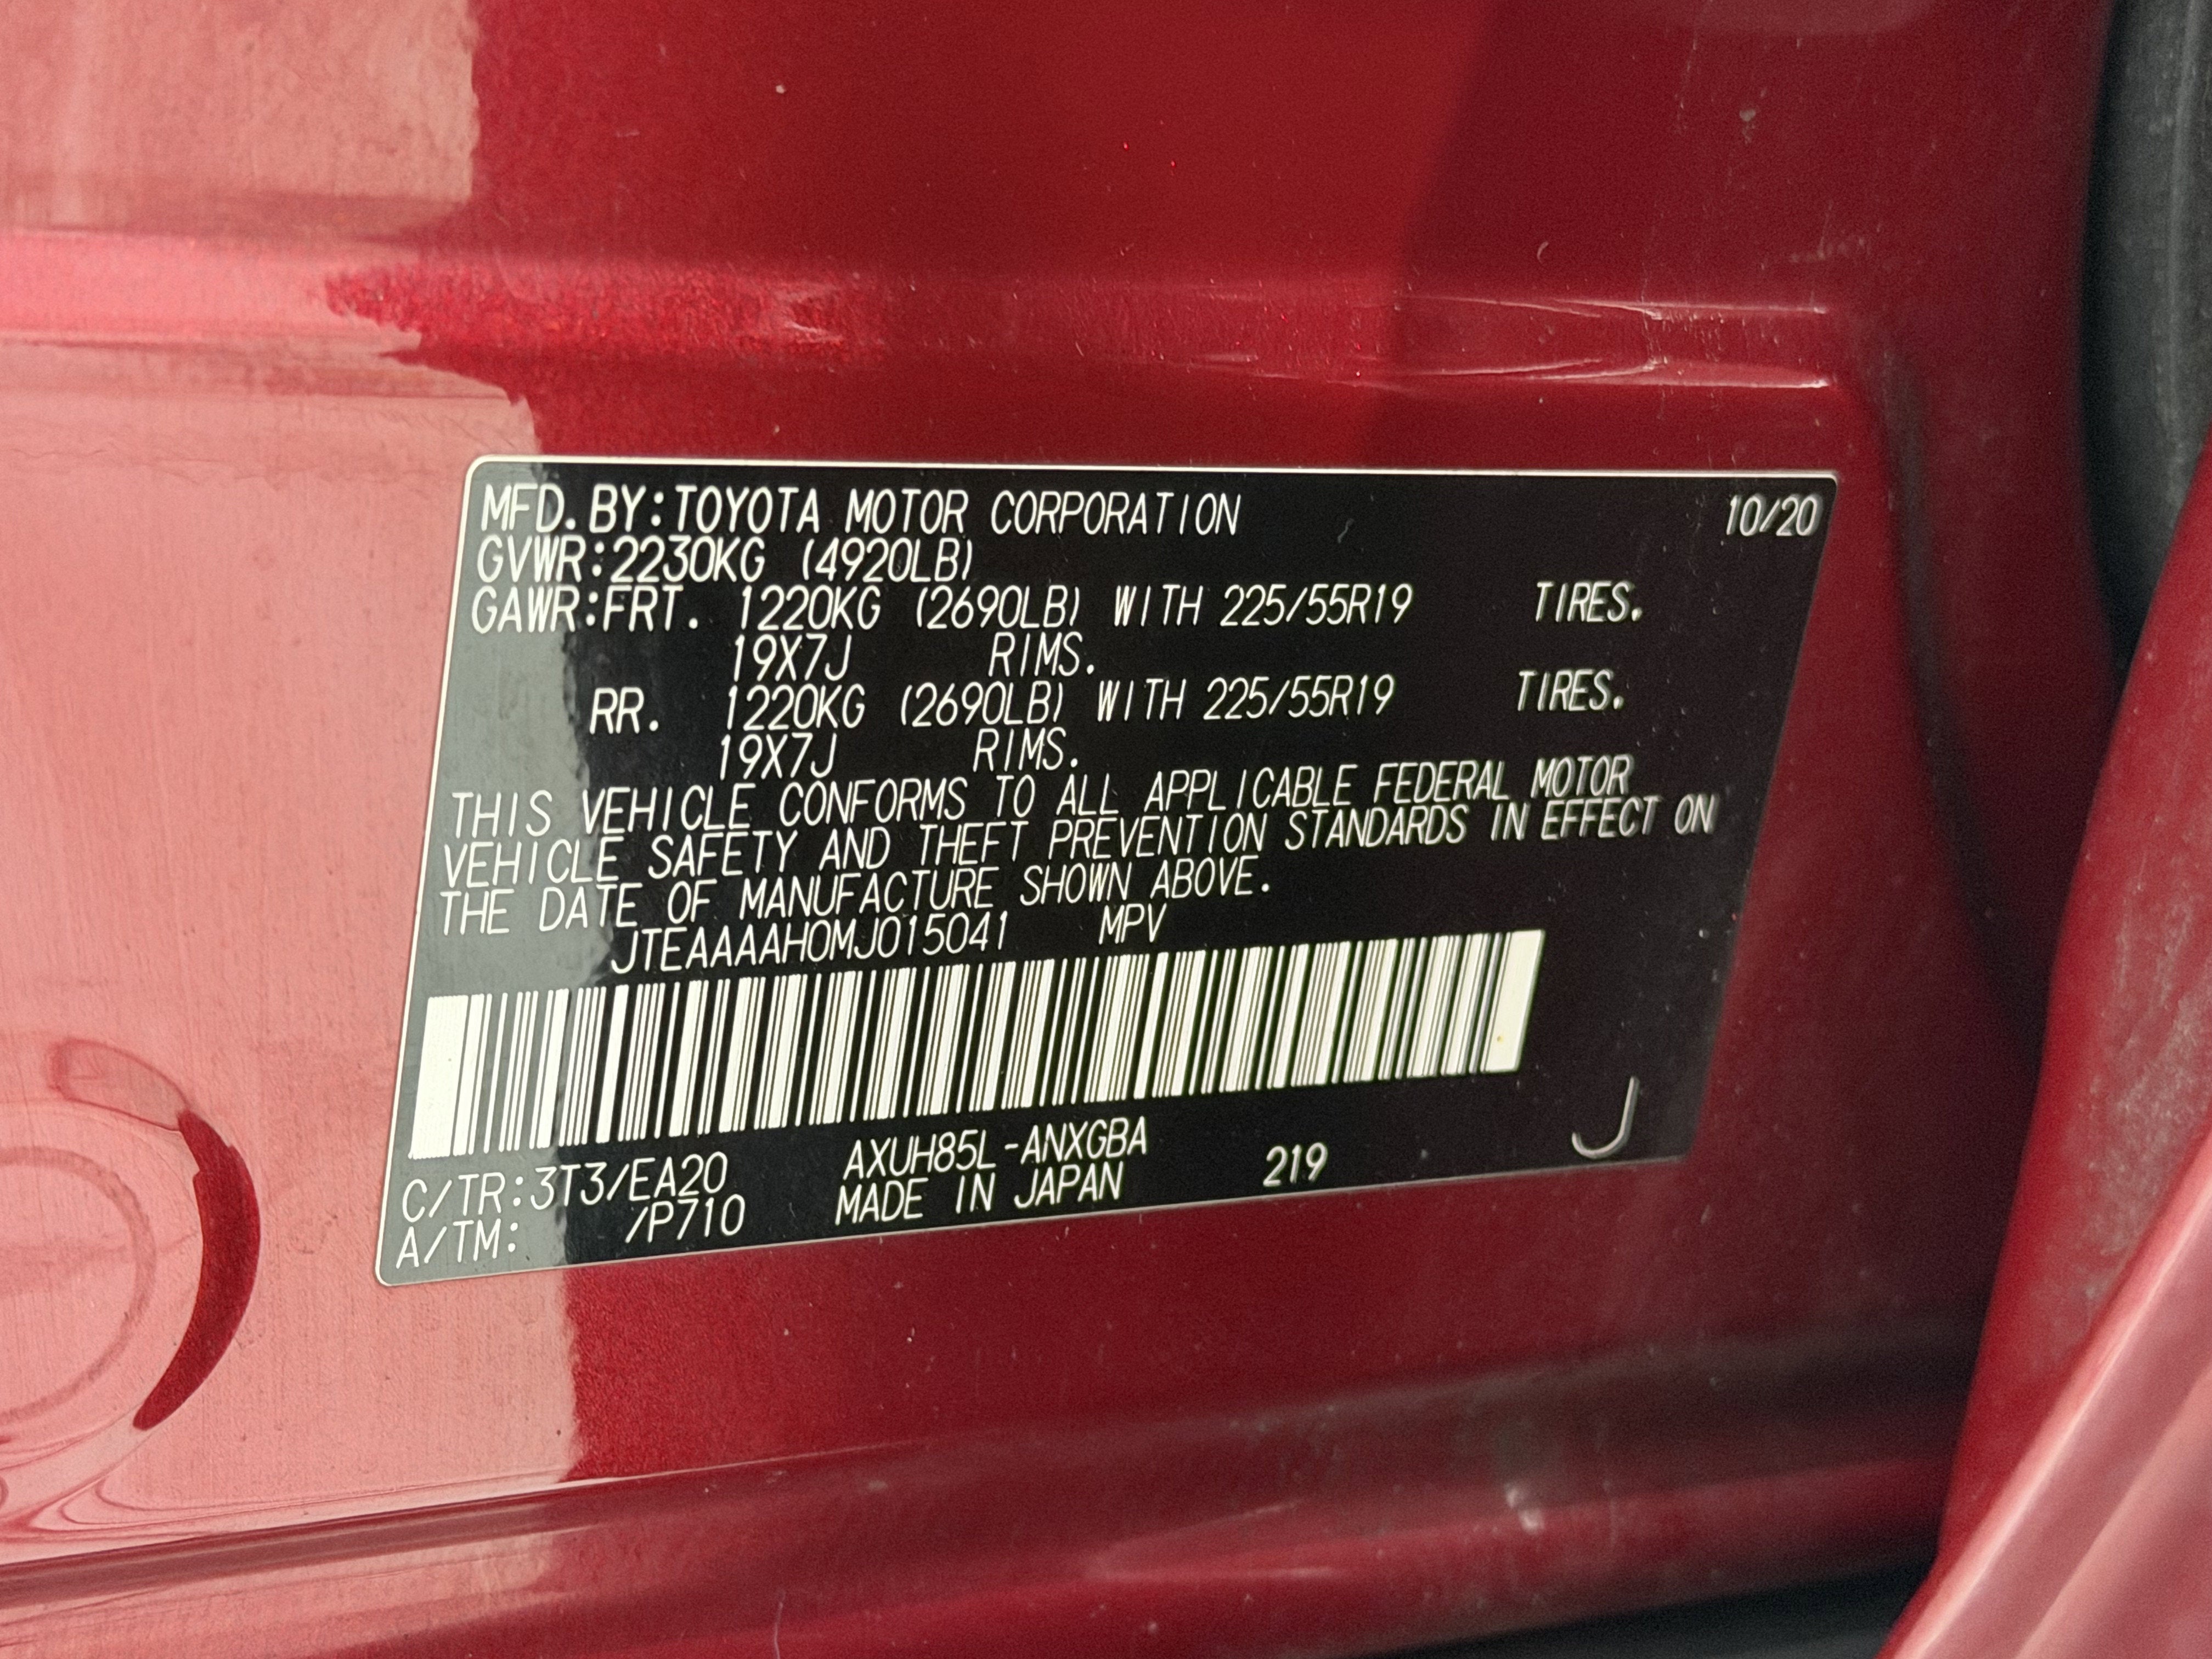 MFD. BY: TOYOTA MOTOR CORPORATION 10/20
GVWR: 2230KG (4920LB)
GAWR: FRT. 1220KG (2690LB) WITH 225/55R19 TIRES.
19X7J RIMS.
RR. 1220KG (2690LB) WITH 225/55R19 TIRES.
19X7J RIMS.
THIS VEHICLE CONFORMS TO ALL APPLICABLE FEDERAL MOTOR
VEHICLE SAFETY AND THEFT PREVENTION STANDARDS IN EFFECT ON
THE DATE OF MANUFACTURE SHOWN ABOVE.
JTEAAAAH0MJ015041 MPV
C/TR: 3T3/EA20 AXUH85L-ANXGBA 219 J
A/TM: /P710 MADE IN JAPAN